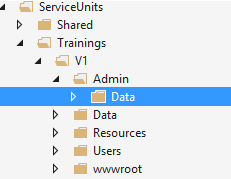 ServiceUnits
Shared
Trainings
V1
Admin
Data
Data
Resources
Users
wwwroot